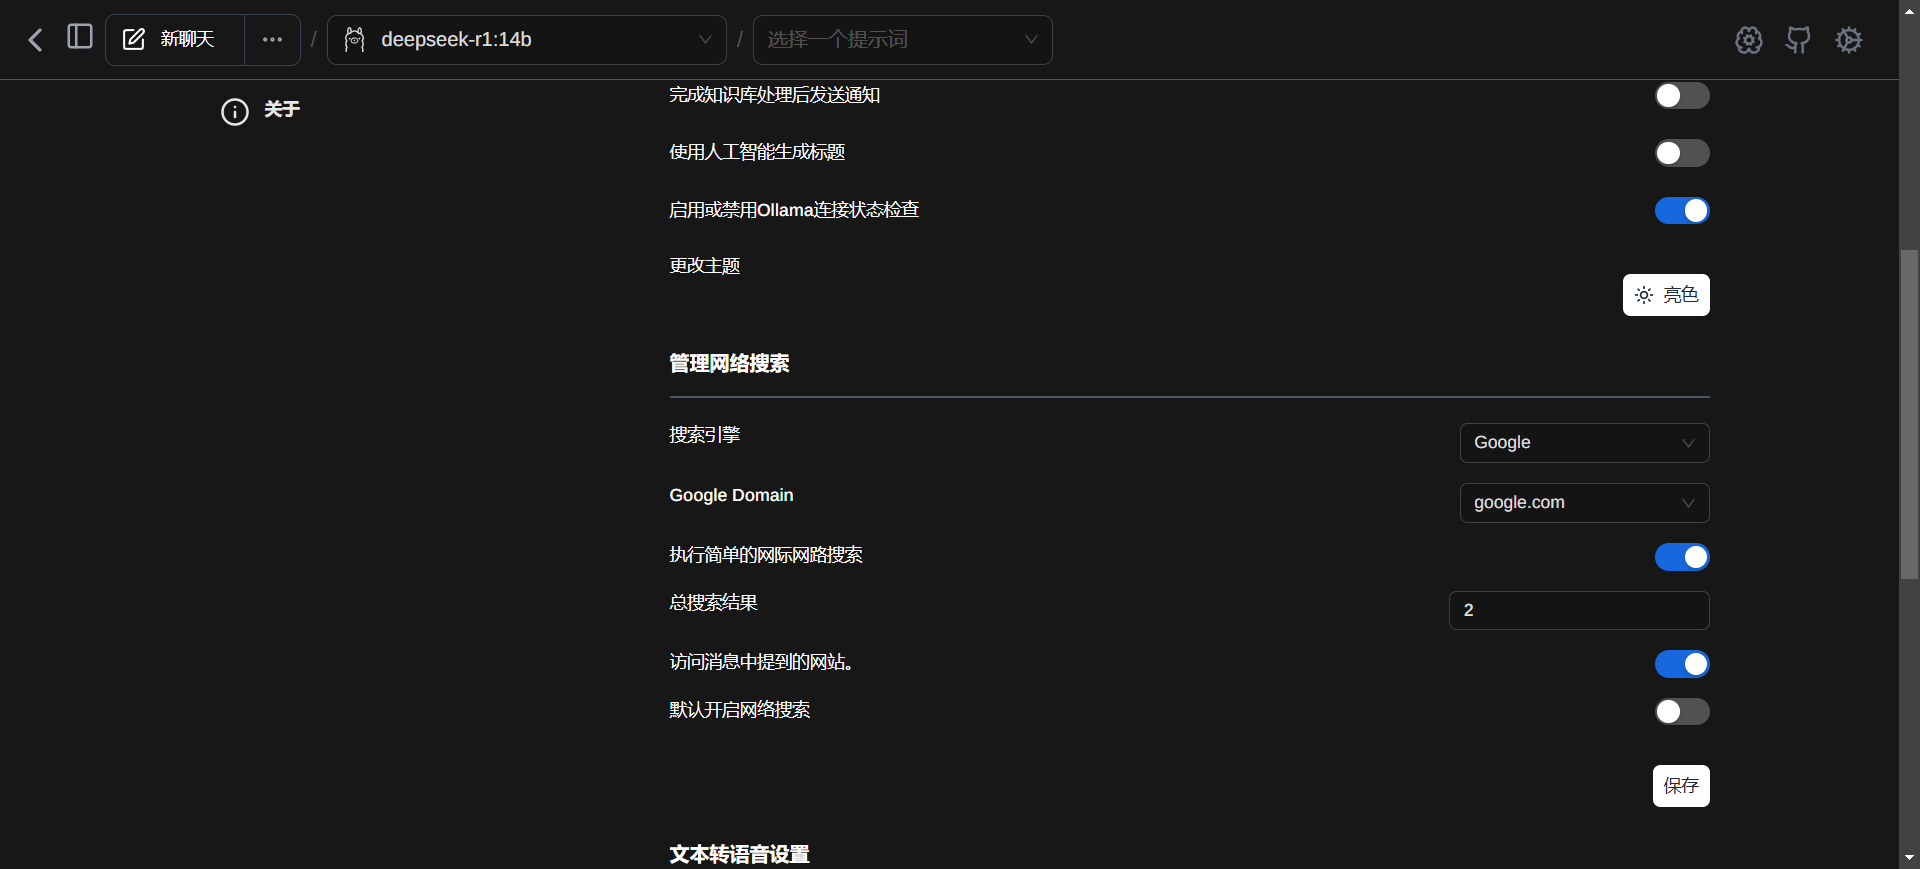 新聊天
/
deepseek-r1:14b
/
选择一个提示词
关于
完成知识库处理后发送通知
使用人工智能生成标题
启用或禁用Ollama连接状态检查
更改主题
亮色
管理网络搜索
搜索引擎
Google
Google Domain
google.com
执行简单的网际网路搜索
总搜索结果
2
访问消息中提到的网站。
默认开启网络搜索
保存
文本转语音设置